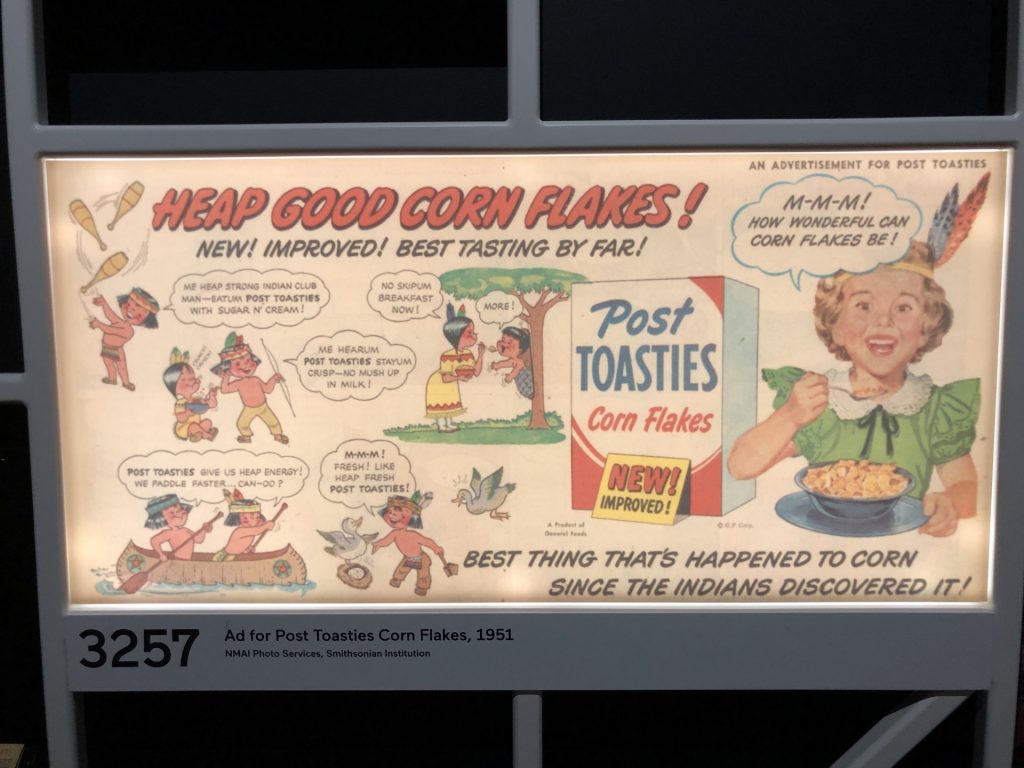 AN ADVERTISEMENT FOR POST TOASTIES
HEAP GOOD CORN FLAKES!
NEW! IMPROVED! BEST TASTING BY FAR!
M-M-M!
HOW WONDERFUL CAN
CORN FLAKES BE!
ME HEAP STRONG INDIAN CLUB
MAN—EATUM POST TOASTIES
WITH SUGAR N' CREAM!
NO SKIPUM
BREAKFAST
NOW!
MORE!
ME HEARUM
POST TOASTIES STAYUM
CRISP—NO MUSH UP
IN MILK!
Post
TOASTIES
Corn Flakes
NEW!
IMPROVED!
POST TOASTIES GIVE US HEAP ENERGY!
WE PADDLE FASTER...CAN-OO?
M-M-M!
FRESH! LIKE
HEAP FRESH
POST TOASTIES!
A Product of
General Foods
© G.F. Corp.
BEST THING THAT'S HAPPENED TO CORN
SINCE THE INDIANS DISCOVERED IT!
3257
Ad for Post Toasties Corn Flakes, 1951
NMAI Photo Services, Smithsonian Institution